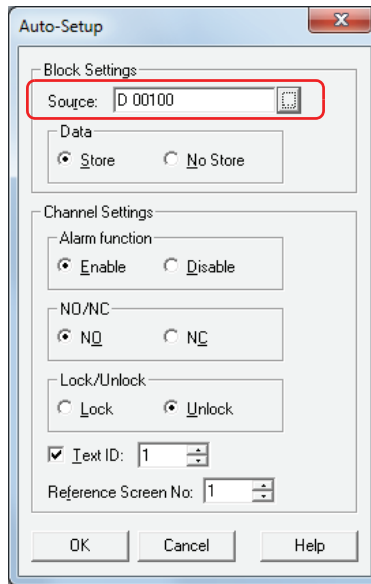 Auto-Setup
Block Settings
Source: D 00100
Data
Store No Store
Channel Settings
Alarm function
Enable Disable
NO/NC
NO NC
Lock/Unlock
Lock Unlock
Text ID: 1
Reference Screen No: 1
OK Cancel Help